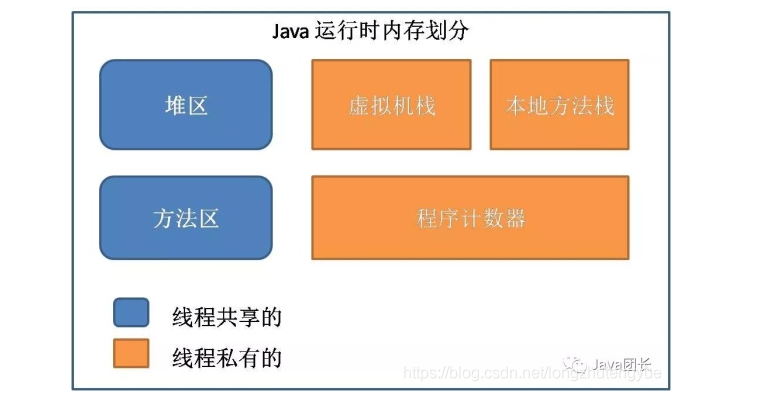 Java 运行时内存划分
堆区
虚拟机栈
本地方法栈
方法区
程序计数器
线程共享的
线程私有的
Java团长
https://blog.csdn.net/longzhutengyue